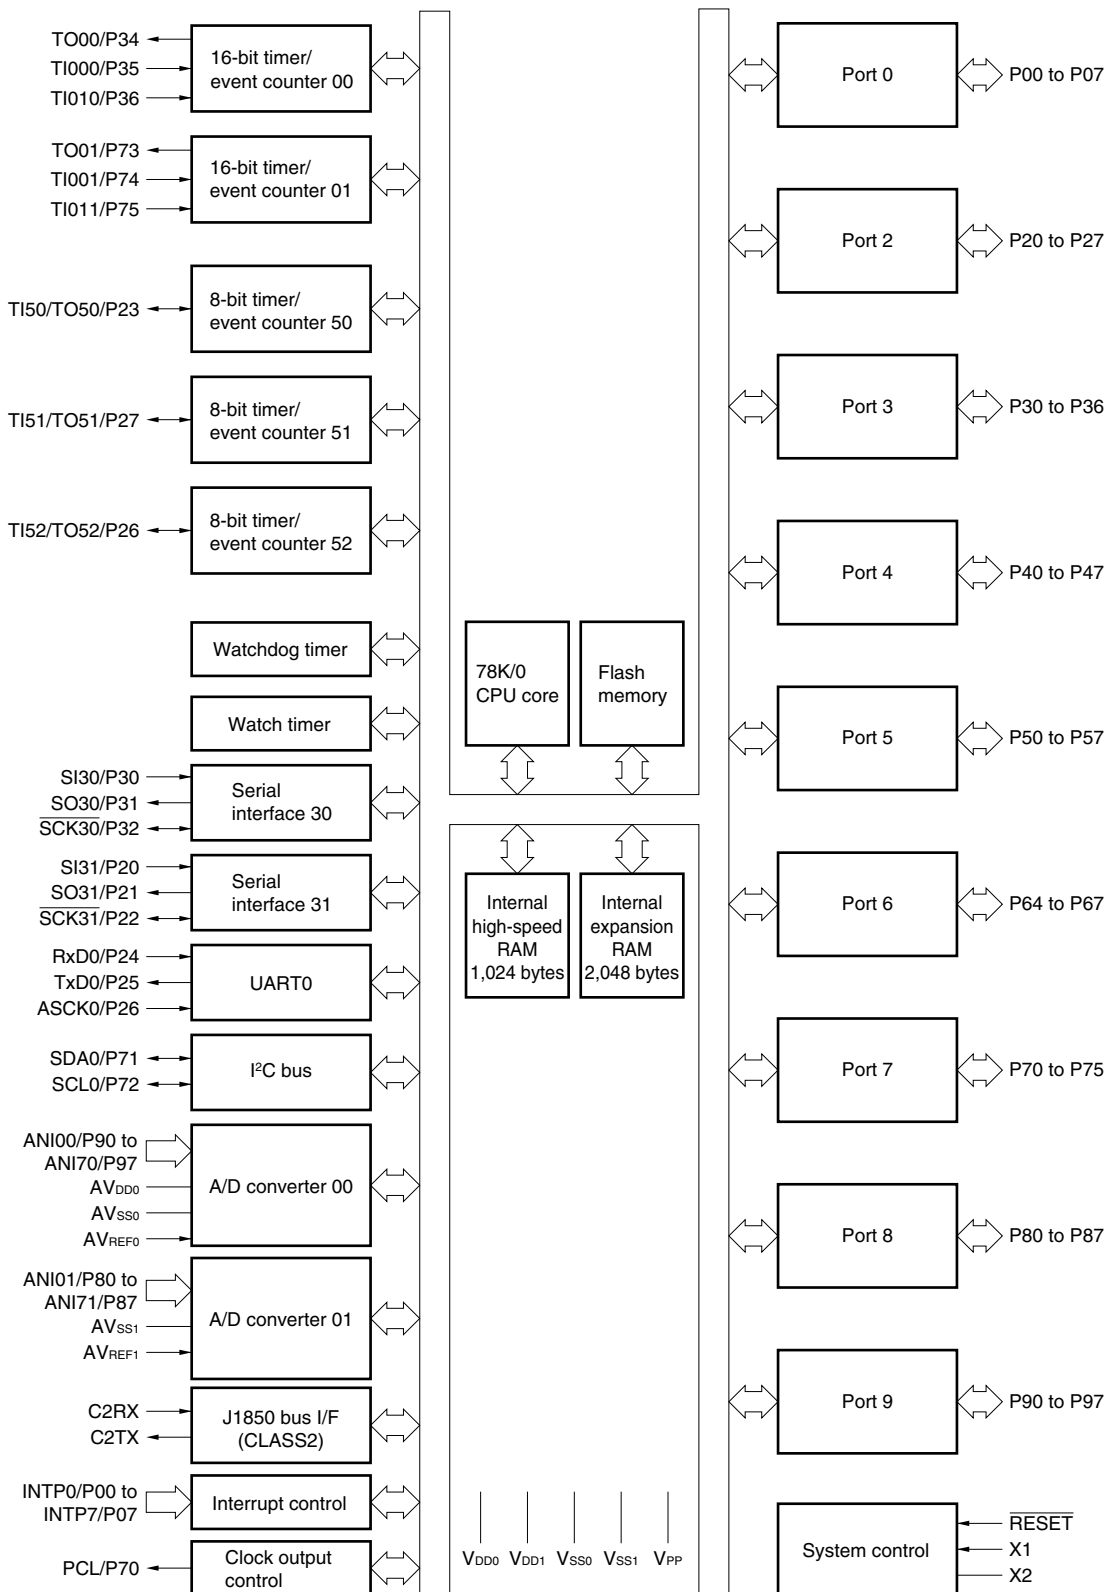 TO00/P34
TI000/P35
TI010/P36
16-bit timer/
event counter 00
TO01/P73
TI001/P74
TI011/P75
16-bit timer/
event counter 01
TI50/TO50/P23
8-bit timer/
event counter 50
TI51/TO51/P27
8-bit timer/
event counter 51
TI52/TO52/P26
8-bit timer/
event counter 52
Watchdog timer
Watch timer
SI30/P30
SO30/P31
SCK30/P32
Serial
interface 30
SI31/P20
SO31/P21
SCK31/P22
Serial
interface 31
RxD0/P24
TxD0/P25
ASCK0/P26
UART0
SDA0/P71
SCL0/P72
I²C bus
ANI00/P90 to
ANI70/P97
AVDD0
AVSS0
AVREF0
A/D converter 00
ANI01/P80 to
ANI71/P87
AVSS1
AVREF1
A/D converter 01
C2RX
C2TX
J1850 bus I/F
(CLASS2)
INTP0/P00 to
INTP7/P07
Interrupt control
PCL/P70
Clock output
control
78K/0
CPU core
Flash
memory
Internal
high-speed
RAM
1,024 bytes
Internal
expansion
RAM
2,048 bytes
VDD0 VDD1 VSS0 VSS1 VPP
Port 0
P00 to P07
Port 2
P20 to P27
Port 3
P30 to P36
Port 4
P40 to P47
Port 5
P50 to P57
Port 6
P64 to P67
Port 7
P70 to P75
Port 8
P80 to P87
Port 9
P90 to P97
System control
RESET
X1
X2